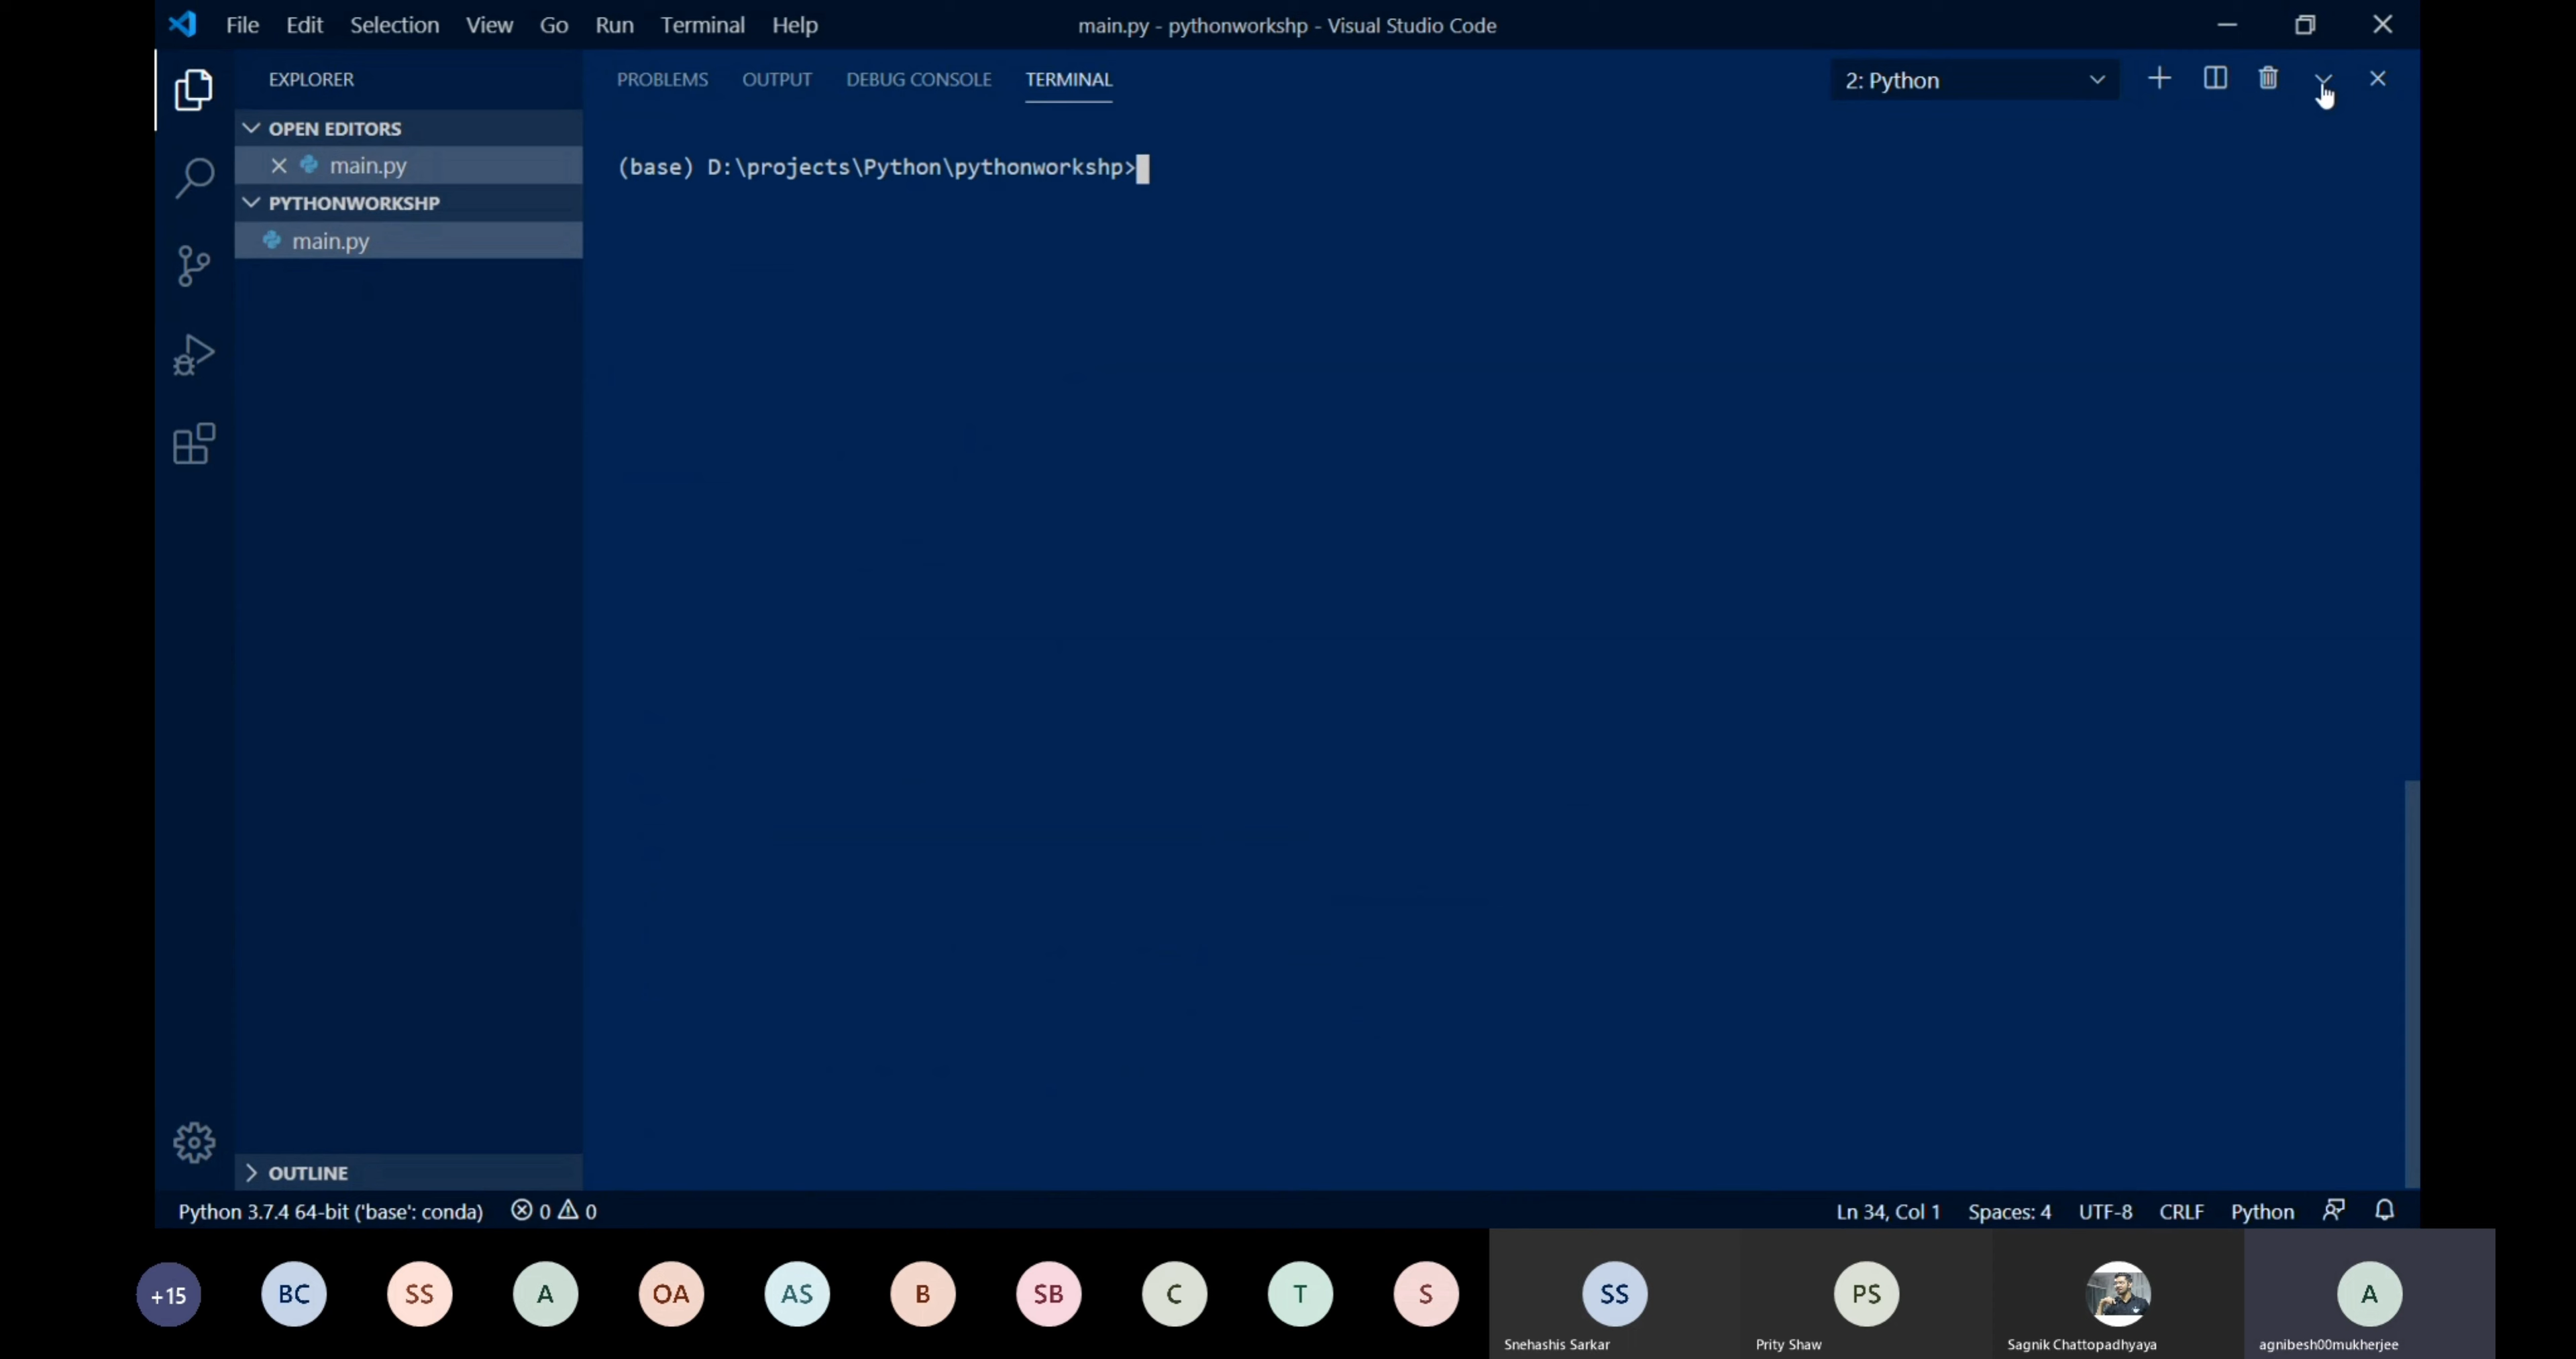 File Edit Selection View Go Run Terminal Help main.py - pythonworkshp - Visual Studio Code
EXPLORER
OPEN EDITORS
main.py
PYTHONWORKSHP
main.py
OUTLINE
PROBLEMS OUTPUT DEBUG CONSOLE TERMINAL 2: Python
(base) D:\projects\Python\pythonworkshp>
Python 3.7.4 64-bit ('base': conda) 0 0 Ln 34, Col 1 Spaces: 4 UTF-8 CRLF Python
+15 BC SS A OA AS B SB C T S SS PS A
Snehashis Sarkar Prity Shaw Sagnik Chattopadhyaya agnibesh00mukherjee